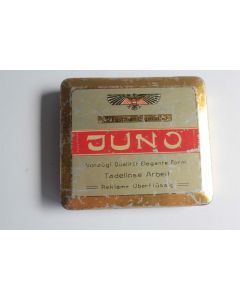 JUNO
Vorzügl. Qualität-Elegante Form
Tadellose Arbeit
Reklame Überflüssig